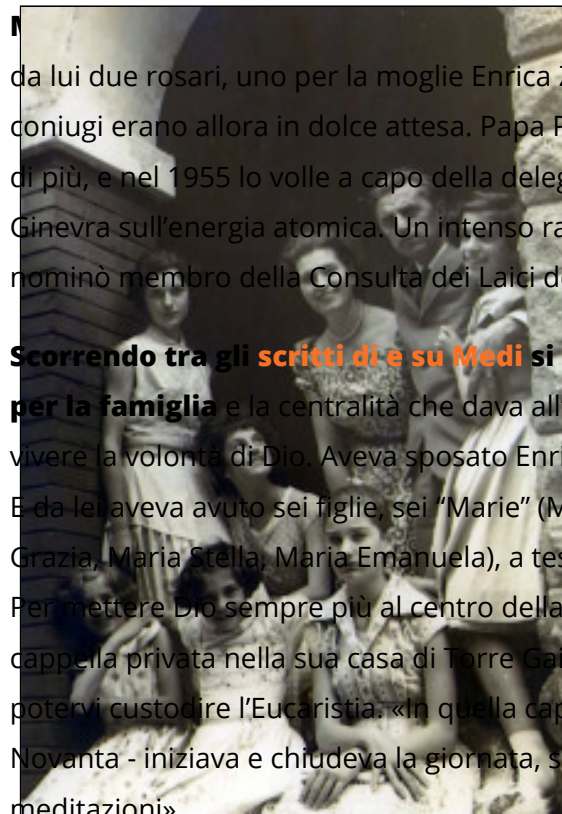 M
da lui due rosari, uno per la moglie Enrica
coniugi erano allora in dolce attesa. Papa
di più, e nel 1955 lo volle a capo della
Ginevra sull’energia atomica. Un intenso
nominò membro della Consulta dei Laici
Scorrendo tra gli scritti di e su Medi si
per la famiglia e la centralità che dava
vivere la volontà di Dio. Aveva sposato
E da lei aveva avuto sei figlie, sei “Marie”
Grazia, Maria Stella, Maria Emanuela), a
Per mettere Dio sempre più al centro della
cappella privata nella sua casa di Torre
potervi custodire l’Eucaristia. «In quella
Novanta - iniziava e chiudeva la giornata,
meditazioni»